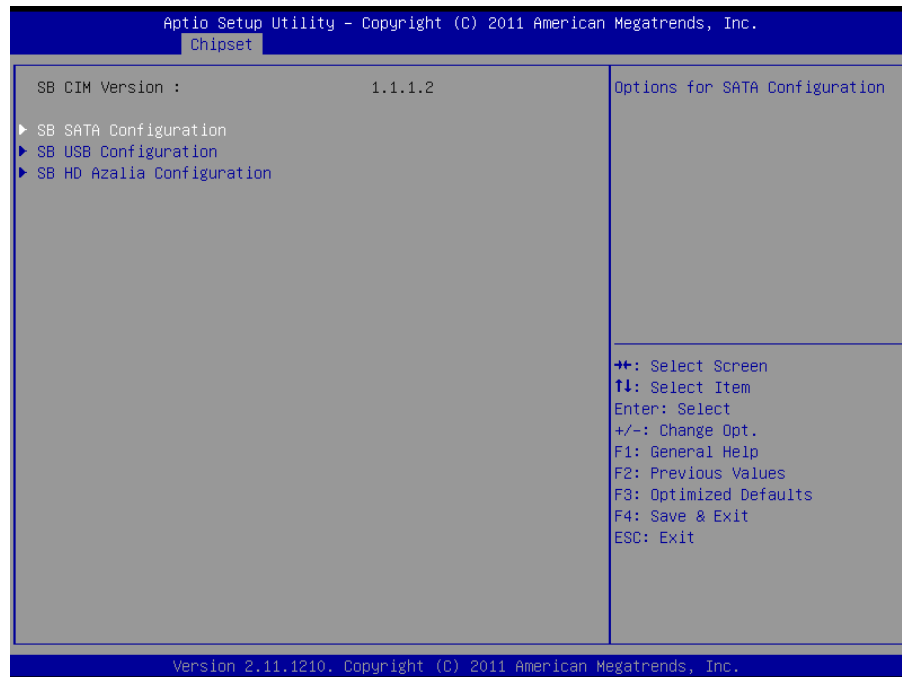 Aptio Setup Utility – Copyright (C) 2011 American Megatrends, Inc.
Chipset
SB CIM Version : 1.1.1.2
SB SATA Configuration
SB USB Configuration
SB HD Azalia Configuration
Options for SATA Configuration
→←: Select Screen
↑↓: Select Item
Enter: Select
+/-: Change Opt.
F1: General Help
F2: Previous Values
F3: Optimized Defaults
F4: Save & Exit
ESC: Exit
Version 2.11.1210. Copyright (C) 2011 American Megatrends, Inc.